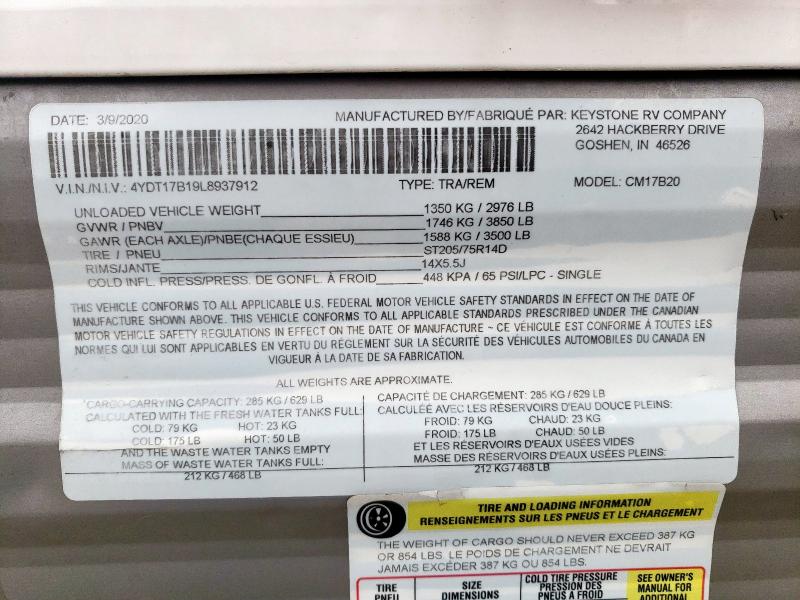 DATE: 3/9/2020 MANUFACTURED BY/FABRIQUÉ PAR: KEYSTONE RV COMPANY
2642 HACKBERRY DRIVE
GOSHEN, IN 46526
V.I.N./N.I.V.: 4YDT17B19L8937912 TYPE: TRA/REM MODEL: CM17B20
UNLOADED VEHICLE WEIGHT 1350 KG / 2976 LB
GVWR / PNBV 1746 KG / 3850 LB
GAWR (EACH AXLE)/PNBE(CHAQUE ESSIEU) 1588 KG / 3500 LB
TIRE / PNEU ST205/75R14D
RIMS/JANTE 14X5.5J
COLD INFL. PRESS/PRESS. DE GONFL. À FROID 448 KPA / 65 PSI/LPC - SINGLE
THIS VEHICLE CONFORMS TO ALL APPLICABLE U.S. FEDERAL MOTOR VEHICLE SAFETY STANDARDS IN EFFECT ON THE DATE OF
MANUFACTURE SHOWN ABOVE. THIS VEHICLE CONFORMS TO ALL APPLICABLE STANDARDS PRESCRIBED UNDER THE CANADIAN
MOTOR VEHICLE SAFETY REGULATIONS IN EFFECT ON THE DATE OF MANUFACTURE ~ CE VÉHICULE EST CONFORME À TOUTES LES
NORMES QUI LUI SONT APPLICABLES EN VERTU DU RÈGLEMENT SUR LA SÉCURITÉ DES VÉHICULES AUTOMOBILES DU CANADA EN
VIGUEUR À LA DATE DE SA FABRICATION.
ALL WEIGHTS ARE APPROXIMATE.
CARGO-CARRYING CAPACITY: 285 KG / 629 LB
CALCULATED WITH THE FRESH WATER TANKS FULL:
COLD: 79 KG HOT: 23 KG
COLD: 175 LB HOT: 50 LB
AND THE WASTE WATER TANKS EMPTY
MASS OF WASTE WATER TANKS FULL:
212 KG / 468 LB
CAPACITÉ DE CHARGEMENT: 285 KG / 629 LB
CALCULÉE AVEC LES RÉSERVOIRS D'EAU DOUCE PLEINS:
FROID: 79 KG CHAUD: 23 KG
FROID: 175 LB CHAUD: 50 LB
ET LES RÉSERVOIRS D'EAUX USÉES VIDES
MASSE DES RÉSERVOIRS D'EAUX USÉES PLEINS:
212 KG / 468 LB
TIRE AND LOADING INFORMATION
RENSEIGNEMENTS SUR LES PNEUS ET LE CHARGEMENT
THE WEIGHT OF CARGO SHOULD NEVER EXCEED 387 KG
OR 854 LBS. LE POIDS DE CHARGEMENT NE DEVRAIT
JAMAIS EXCÉDER 387 KG OU 854 LBS.
TIRE
PNEU
SIZE
DIMENSIONS
COLD TIRE PRESSURE
PRESSION DES
PNEUS A FROID
SEE OWNER'S
MANUAL FOR
ADDITIONAL